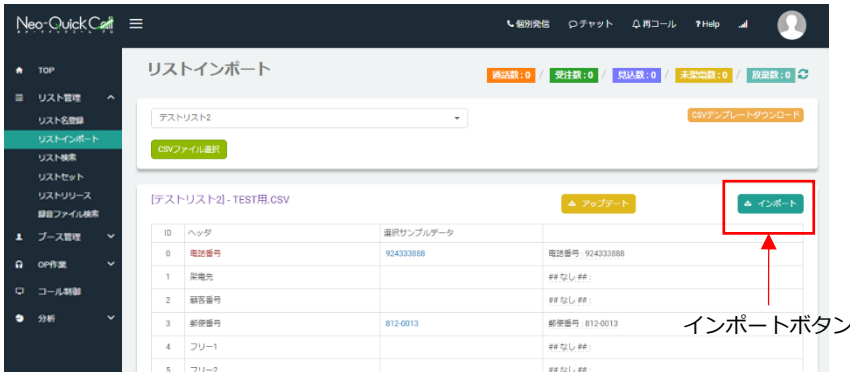 Neo-QuickCall
個別発信 チャット 再コール ?Help
TOP
リスト管理
リスト名登録
リストインポート
リスト検索
リストセット
リストリリース
録音ファイル検索
ブース管理
OP作業
コール制御
分析
リストインポート
通話数:0 / 受注数:0 / 見込数:0 / 未架電数:0 / 放棄数:0
テストリスト2
CSVテンプレートダウンロード
CSVファイル選択
[テストリスト2] - TEST用.CSV
アップデート
インポート
ID ヘッダ 選択サンプルデータ
0 電話番号 924333888 電話番号 : 924333888
1 架電先 ## なし ## :
2 顧客番号 ## なし ## :
3 郵便番号 812-0013 郵便番号 : 812-0013
4 フリー1 ## なし ## :
5 フリー2 ## なし ## :
インポートボタン